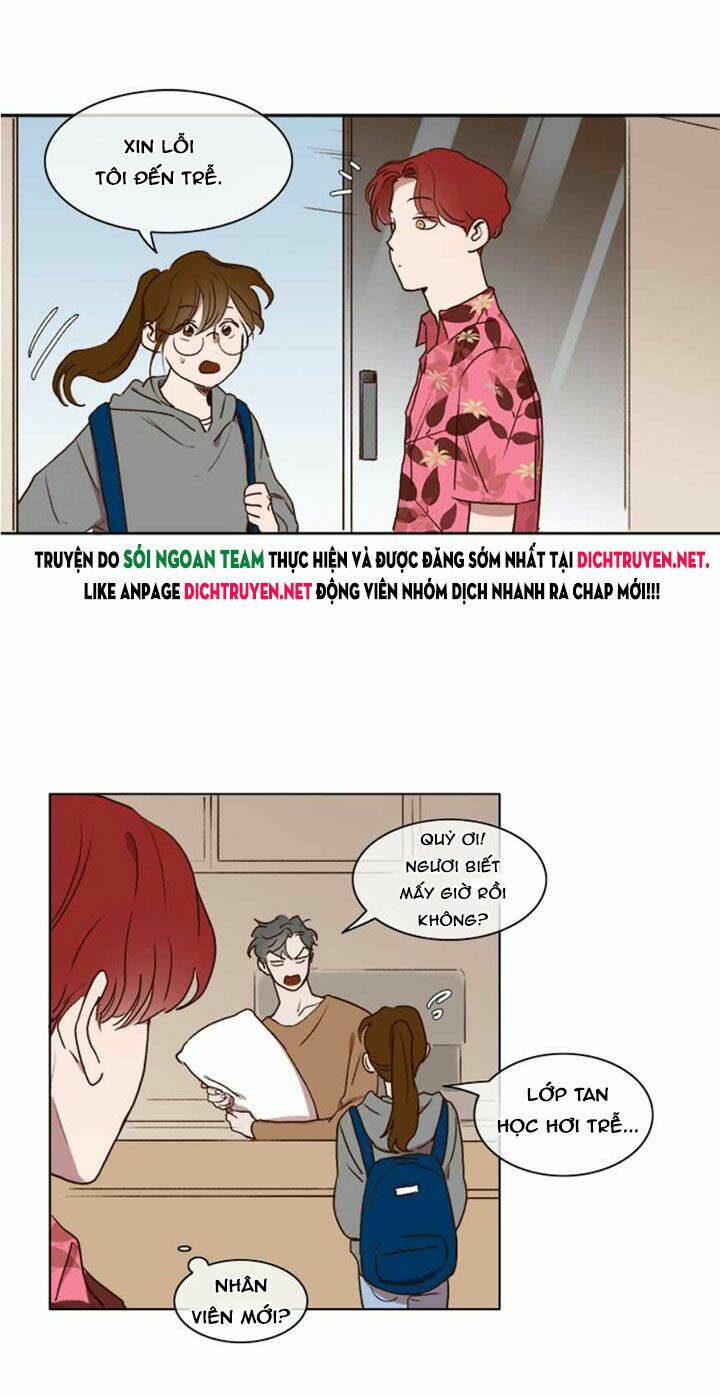 XIN LỖI
TÔI ĐẾN TRỄ.
TRUYỆN DO SÓI NGOAN TEAM THỰC HIỆN VÀ ĐƯỢC ĐĂNG SỚM NHẤT TẠI DICHTRUYEN.NET.
LIKE ANPAGE DICHTRUYEN.NET ĐỘNG VIÊN NHÓM DỊCH NHANH RA CHAP MỚI!!!
QUỶ ƠI!
NGƯƠI BIẾT
MẤY GIỜ RỒI
KHÔNG?
LỚP TAN
HỌC HƠI TRỄ...
NHÂN
VIÊN MỚI?